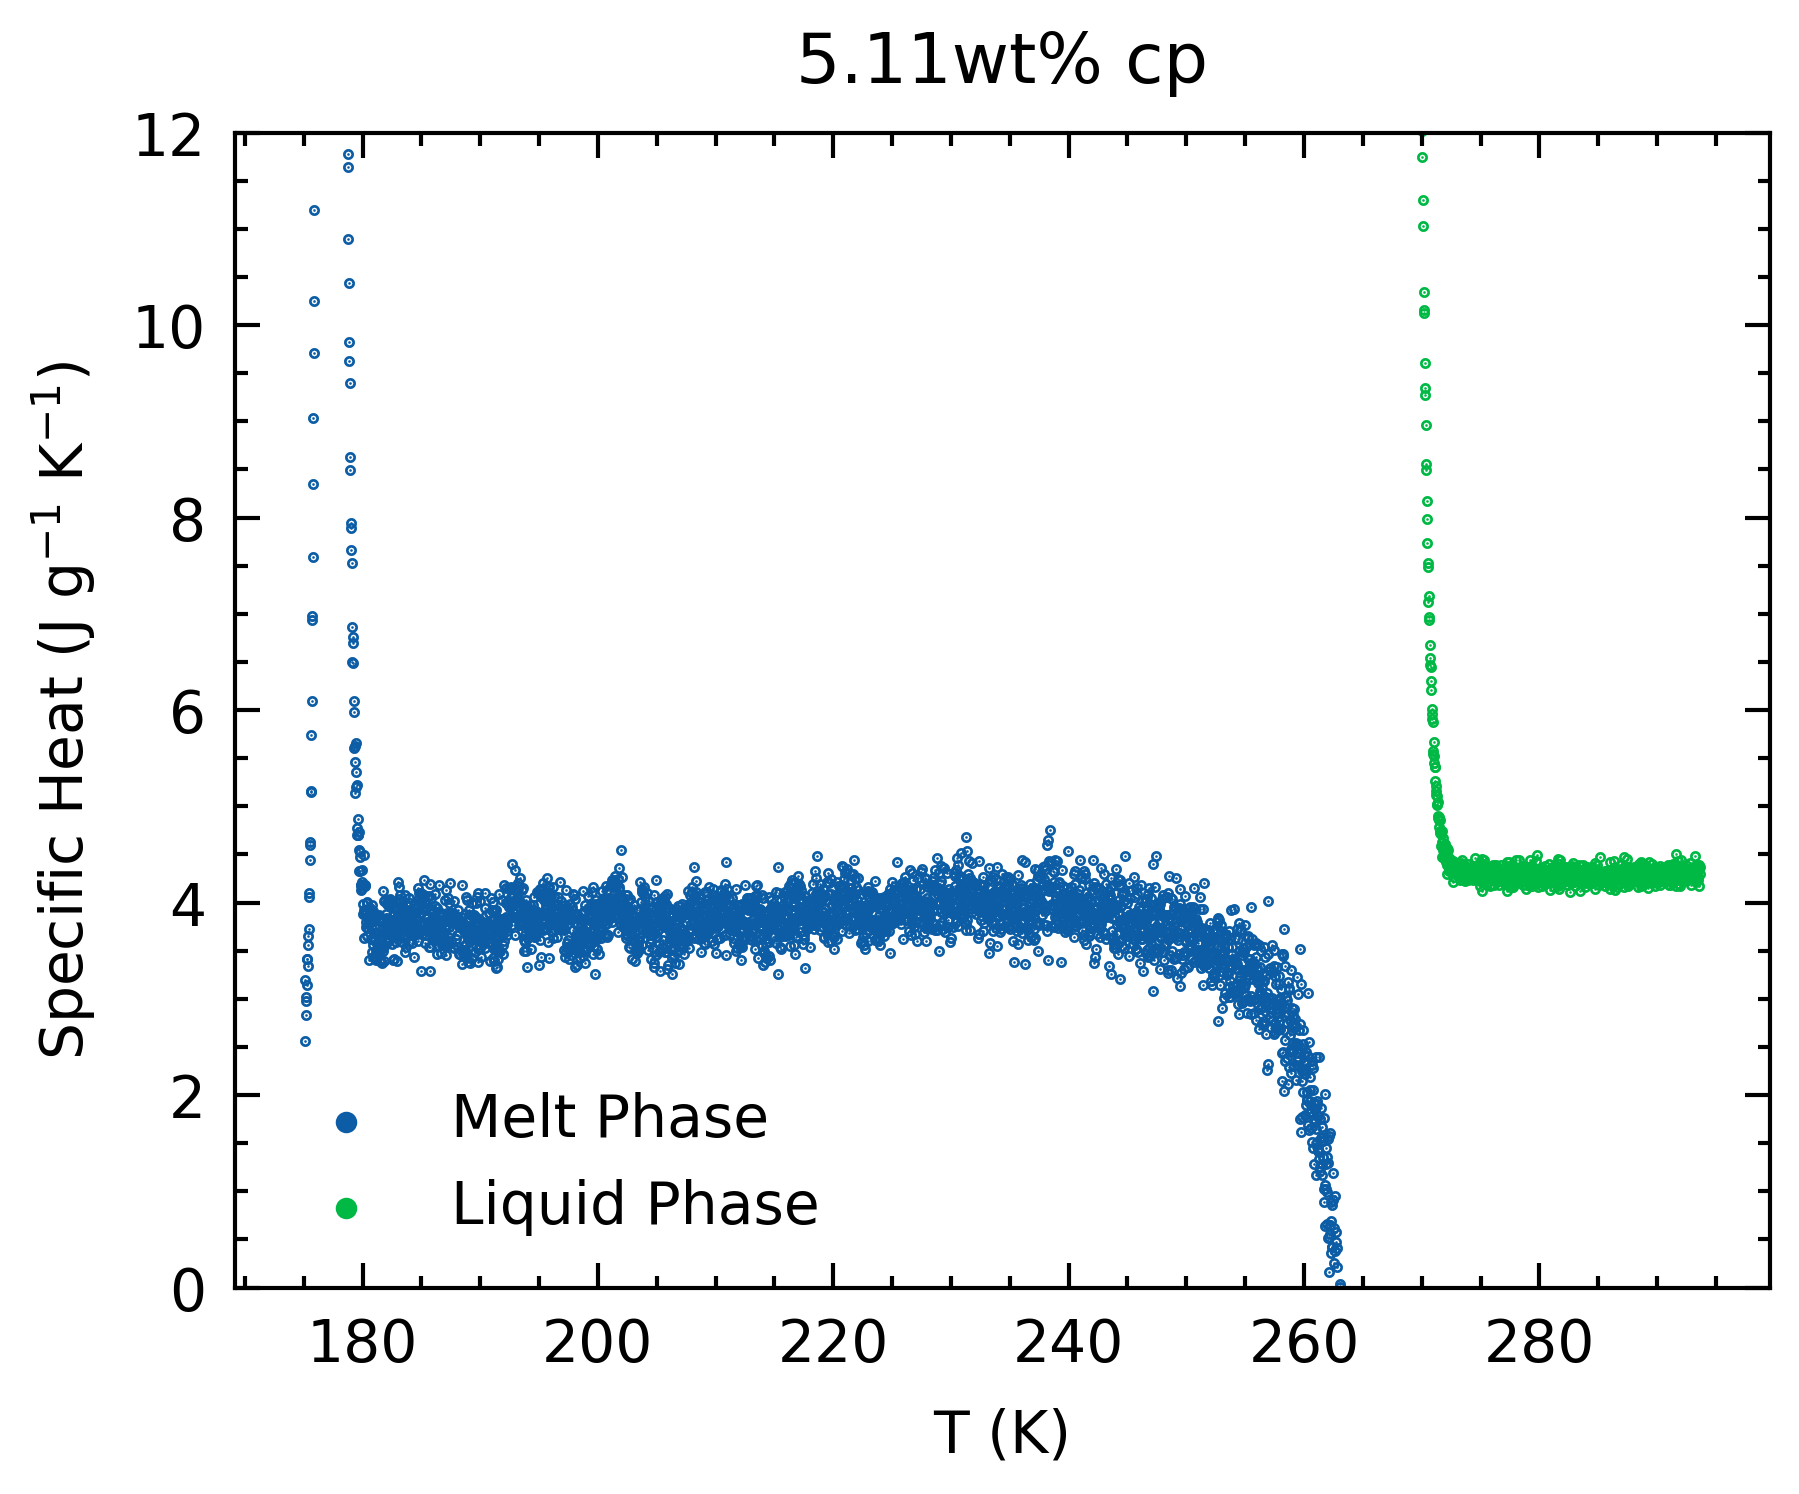 5.11wt% cp
12
10
8
6
4
2
0
Specific Heat (J g⁻¹ K⁻¹)
Melt Phase
Liquid Phase
180 200 220 240 260 280
T (K)